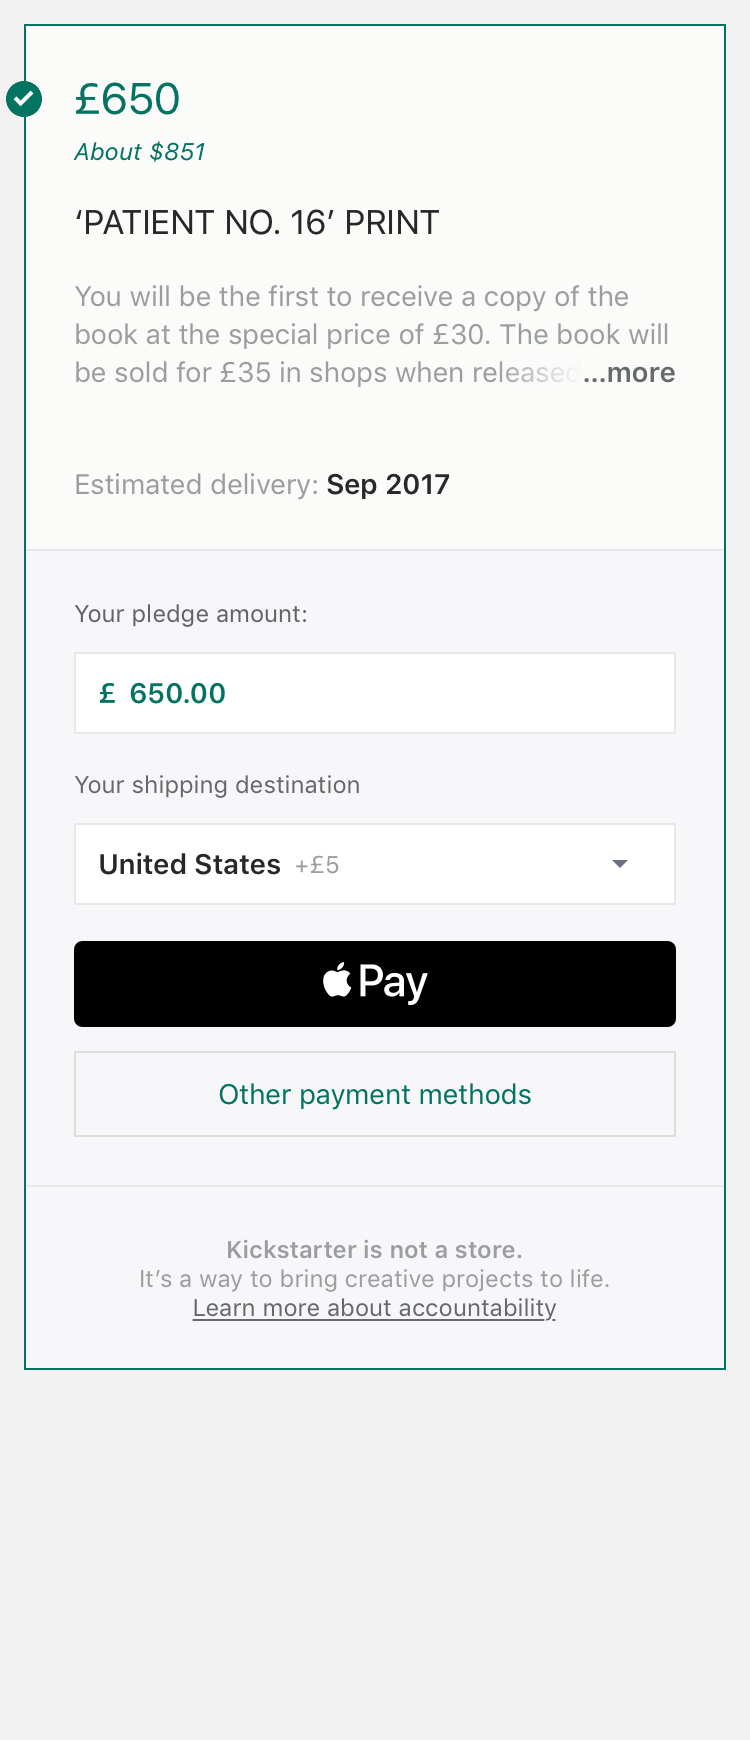 £650
About $851
‘PATIENT NO. 16’ PRINT
You will be the first to receive a copy of the
book at the special price of £30. The book will
be sold for £35 in shops when released...more
Estimated delivery: Sep 2017
Your pledge amount:
£ 650.00
Your shipping destination
United States +£5
Pay
Other payment methods
Kickstarter is not a store.
It’s a way to bring creative projects to life.
Learn more about accountability